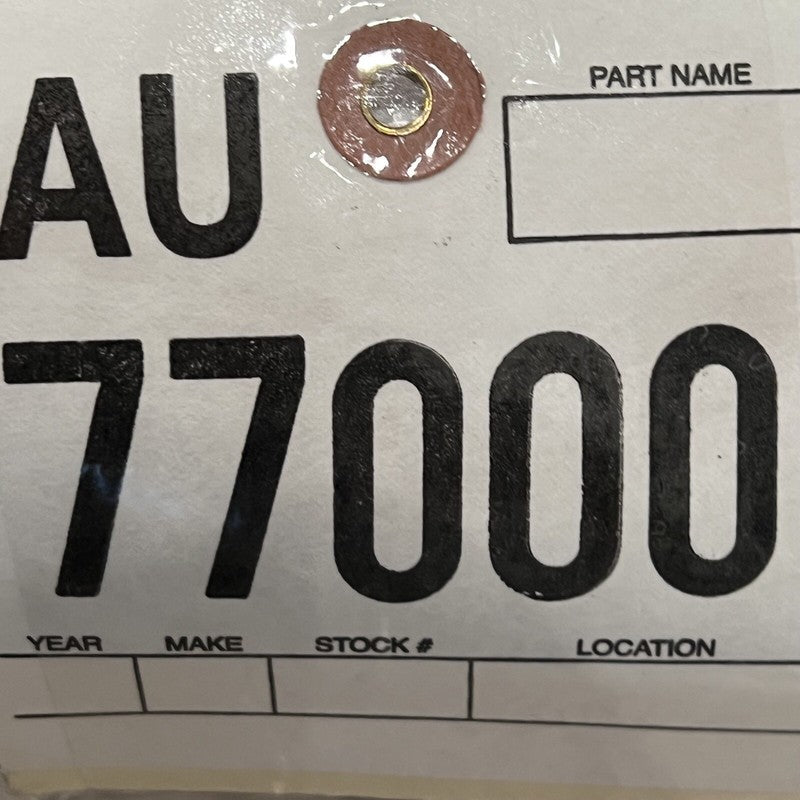 AU
PART NAME
77000
YEAR MAKE STOCK # LOCATION